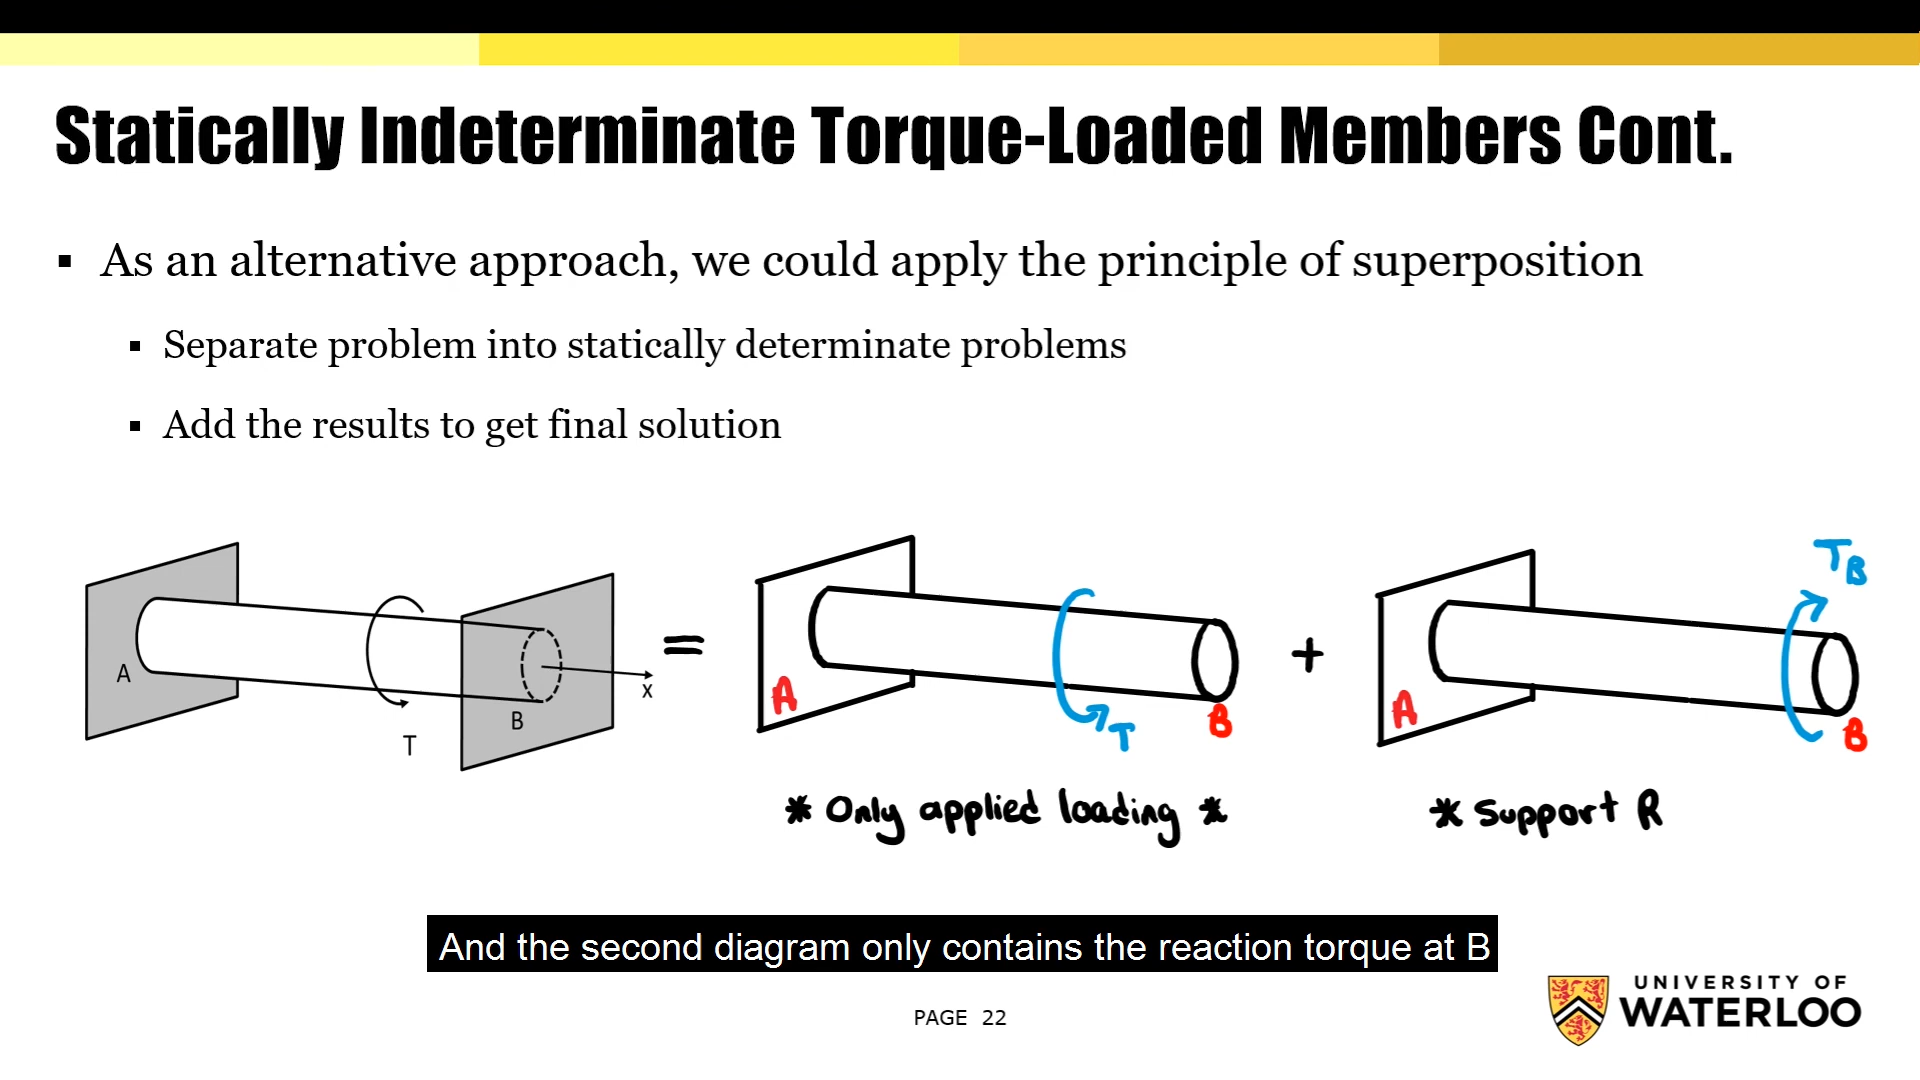 Statically Indeterminate Torque-Loaded Members Cont.
▪ As an alternative approach, we could apply the principle of superposition
▪ Separate problem into statically determinate problems
▪ Add the results to get final solution
A
T
B
x
=
A
T
B
* Only applied loading *
+
A
TB
B
* Support R
And the second diagram only contains the reaction torque at B
PAGE 22
UNIVERSITY OF
WATERLOO